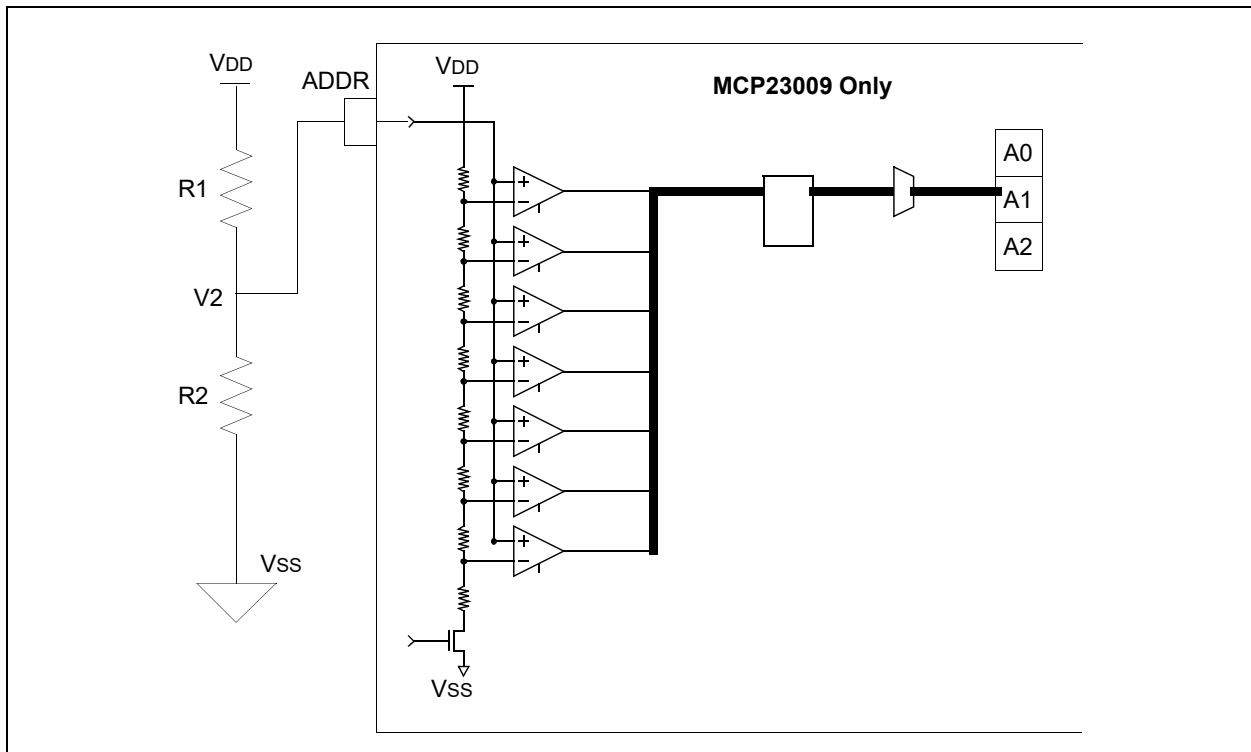 VDD
ADDR
VDD
MCP23009 Only
R1
V2
R2
VSS
VSS
A0
A1
A2
+
−
+
−
+
−
+
−
+
−
+
−
+
−